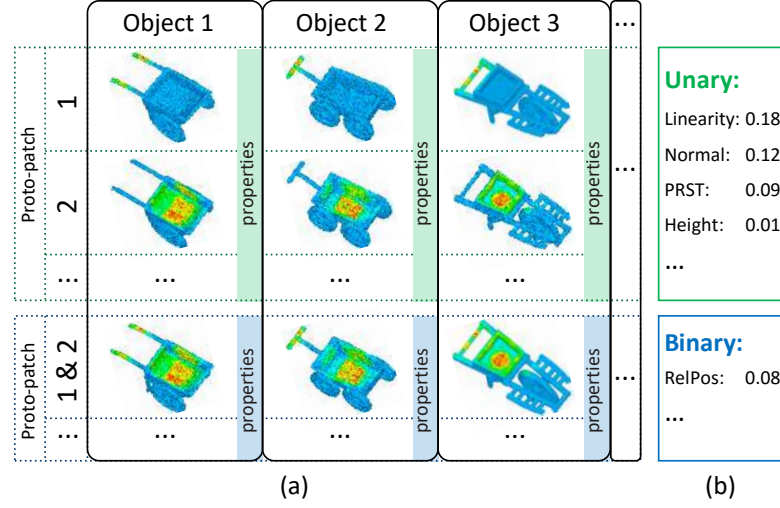 Object 1 Object 2 Object 3 ...
Proto-patch 1 properties properties properties ...
2
... ... ... ...
Proto-patch 1 & 2 properties properties properties ...
... ... ... ...
(a)
Unary:
Linearity: 0.18
Normal: 0.12
PRST: 0.09
Height: 0.01
...
Binary:
RelPos: 0.08
...
(b)